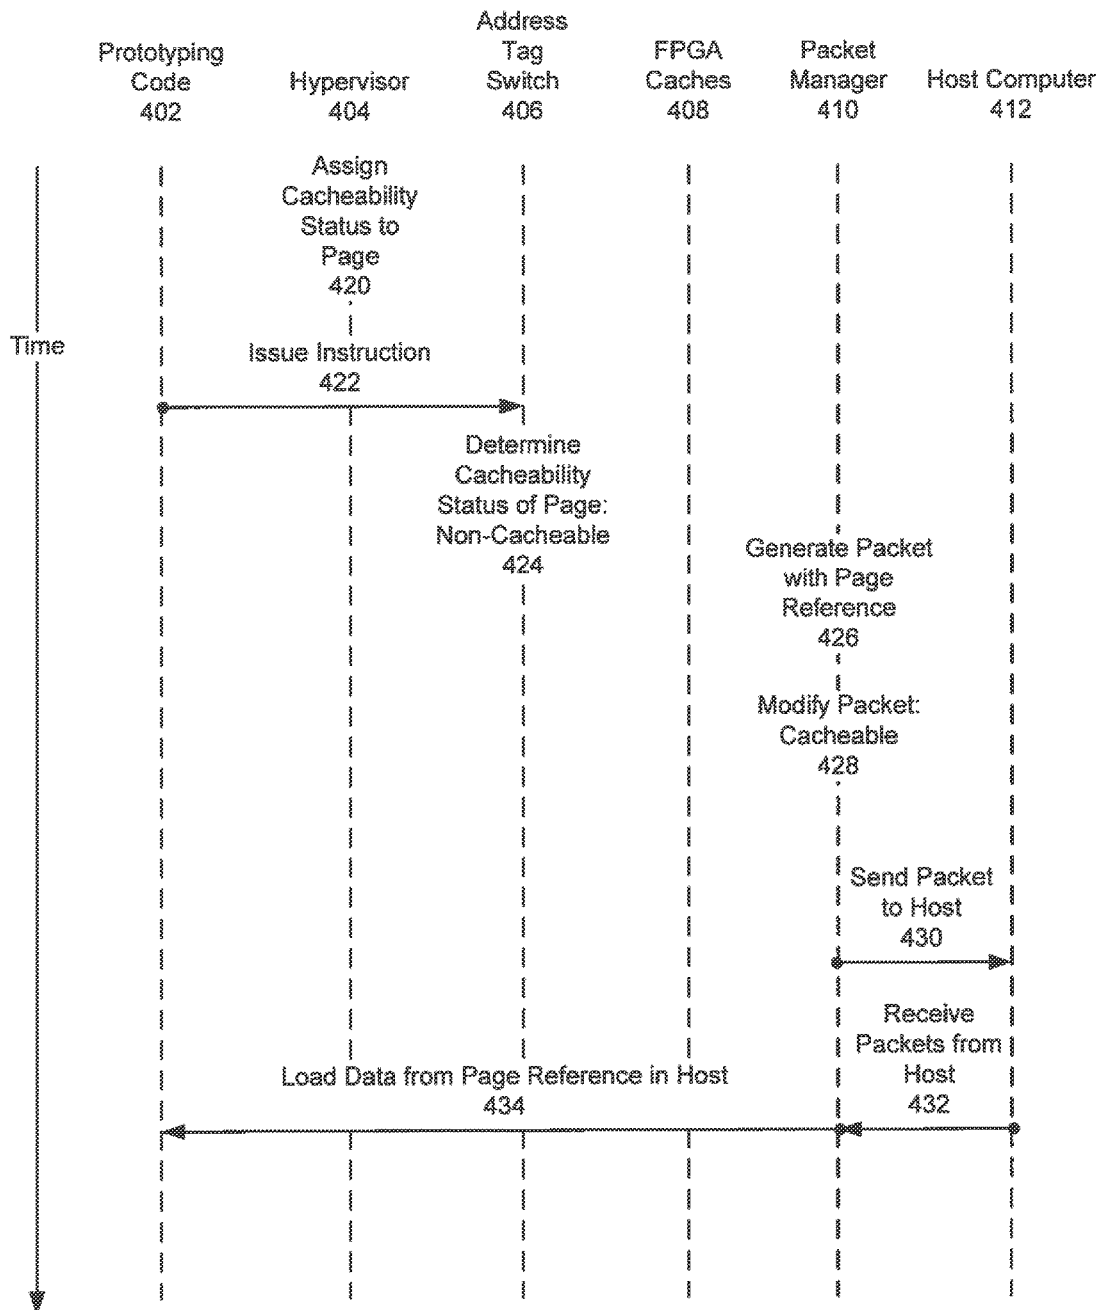 Prototyping
Code
402
Hypervisor
404
Address
Tag
Switch
406
FPGA
Caches
408
Packet
Manager
410
Host Computer
412
Time
Assign
Cacheability
Status to
Page
420
Issue Instruction
422
Determine
Cacheability
Status of Page:
Non-Cacheable
424
Generate Packet
with Page
Reference
426
Modify Packet:
Cacheable
428
Send Packet
to Host
430
Receive
Packets from
Host
432
Load Data from Page Reference in Host
434